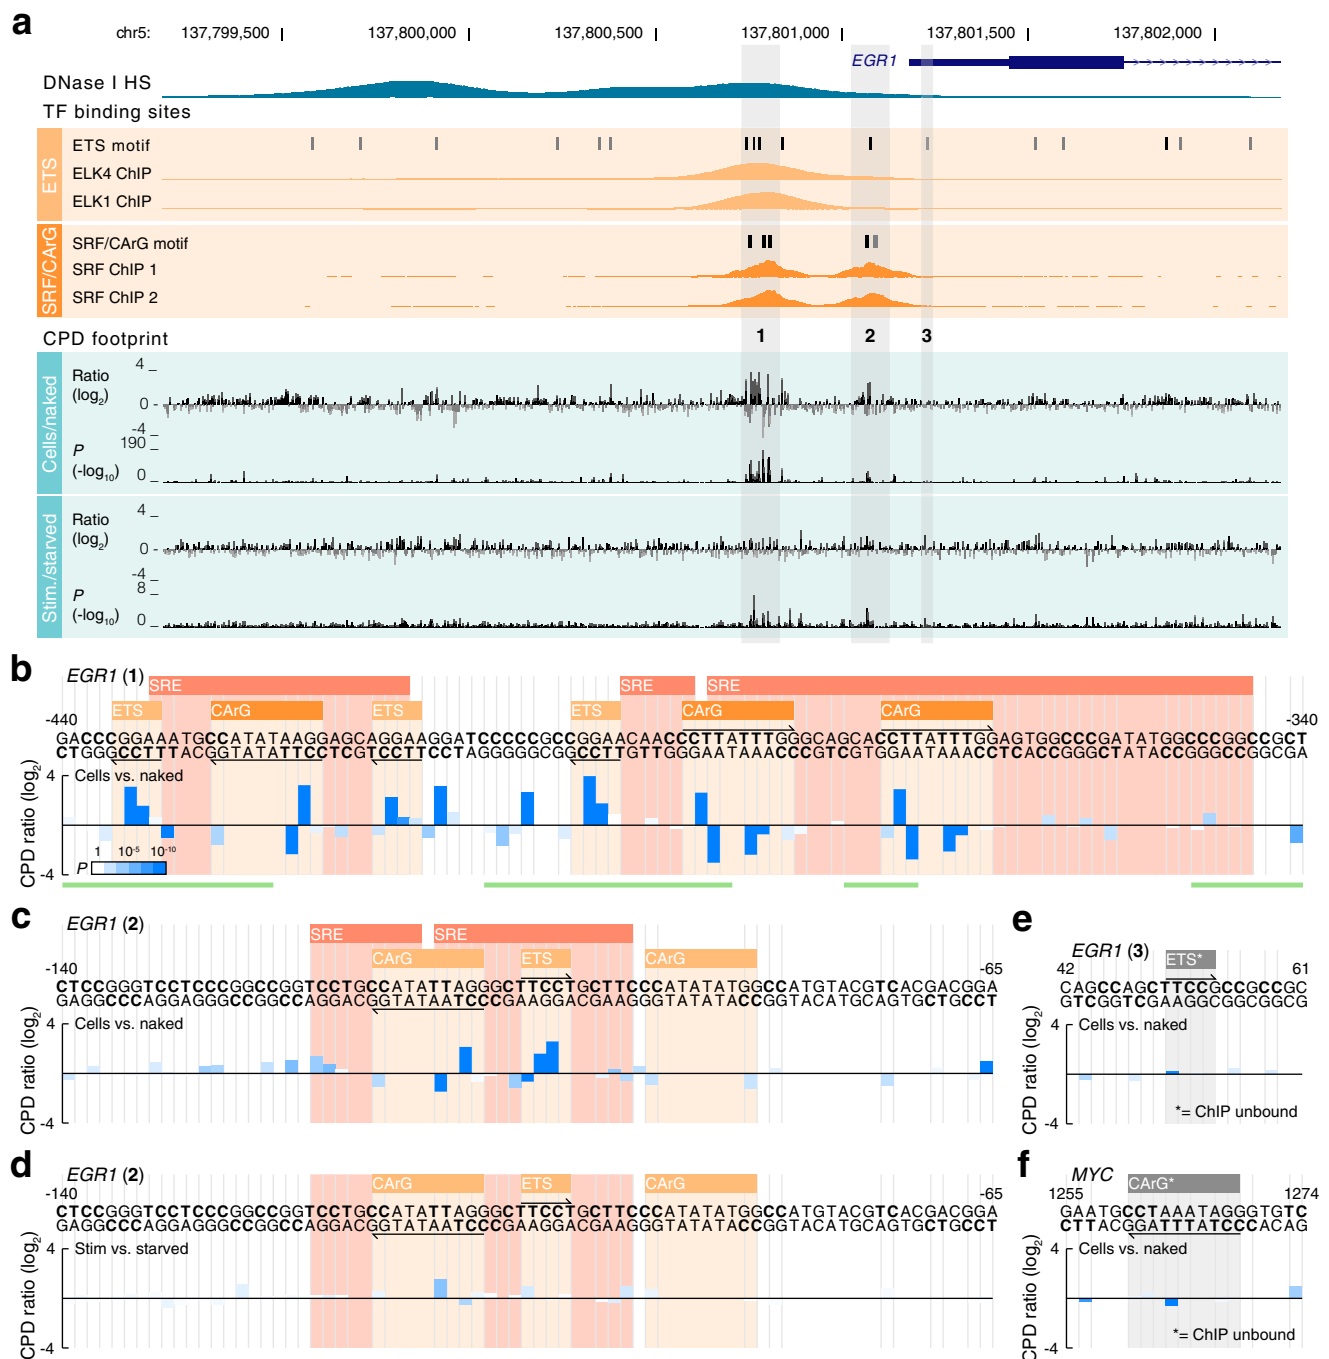 a
chr5: 137,799,500 137,800,000 137,800,500 137,801,000 137,801,500 137,802,000
EGR1
DNase I HS
TF binding sites
ETS
ETS motif
ELK4 ChIP
ELK1 ChIP
SRF/CArG
SRF/CArG motif
SRF ChIP 1
SRF ChIP 2
CPD footprint 1 2 3
Cells/naked
Ratio (log2) 4 0 -4
P (-log10) 190 0
Stim./starved
Ratio (log2) 4 0 -4
P (-log10) 8 0
b EGR1 (1)
SRE SRE SRE
ETS CArG ETS ETS CArG CArG
-440 -340
GACCCGGAAATGCCATATAAGGAGCAGGAAGGATCCCCCGCCGGAACAACCCTTATTTGGGCAGCACCTTATTTGGAGTGGCCCGATATGGCCCGGCCGCT
CTGGGCCTTTACGGTATATTCCTCGTCCTTCCTAGGGGGCGGCCTTGTTGGGAATAAACCCGTCGTGGAATAAACCTCACCGGGCTATACCGGGCCGGCGA
CPD ratio (log2) 4 -4
Cells vs. naked
P 1 10-5 10-10
c EGR1 (2)
SRE SRE
CArG ETS CArG
-140 -65
CTCCGGGTCCTCCCGGCCGGTCCTGCCATATTAGGGCTTCCTGCTTCCCATATATGGCCATGTACGTCACGACGGA
GAGGCCCAGGAGGGCCGGCCAGGACGGTATAATCCCGAAGGACGAAGGGTATATACCGGTACATGCAGTGCTGCCT
CPD ratio (log2) 4 -4
Cells vs. naked
d EGR1 (2)
CArG ETS CArG
-140 -65
CTCCGGGTCCTCCCGGCCGGTCCTGCCATATTAGGGCTTCCTGCTTCCCATATATGGCCATGTACGTCACGACGGA
GAGGCCCAGGAGGGCCGGCCAGGACGGTATAATCCCGAAGGACGAAGGGTATATACCGGTACATGCAGTGCTGCCT
CPD ratio (log2) 4 -4
Stim vs. starved
e EGR1 (3)
ETS*
42 61
CAGCCAGCTTCCGCCGCCGC
GTCGGTCGAAGGCGGCGGCG
CPD ratio (log2) 4 -4
Cells vs. naked
*= ChIP unbound
f MYC
CArG*
1255 1274
GAATGCCTAAATAGGGTGTC
CTTACGGATTTATCCCACAG
CPD ratio (log2) 4 -4
Cells vs. naked
*= ChIP unbound